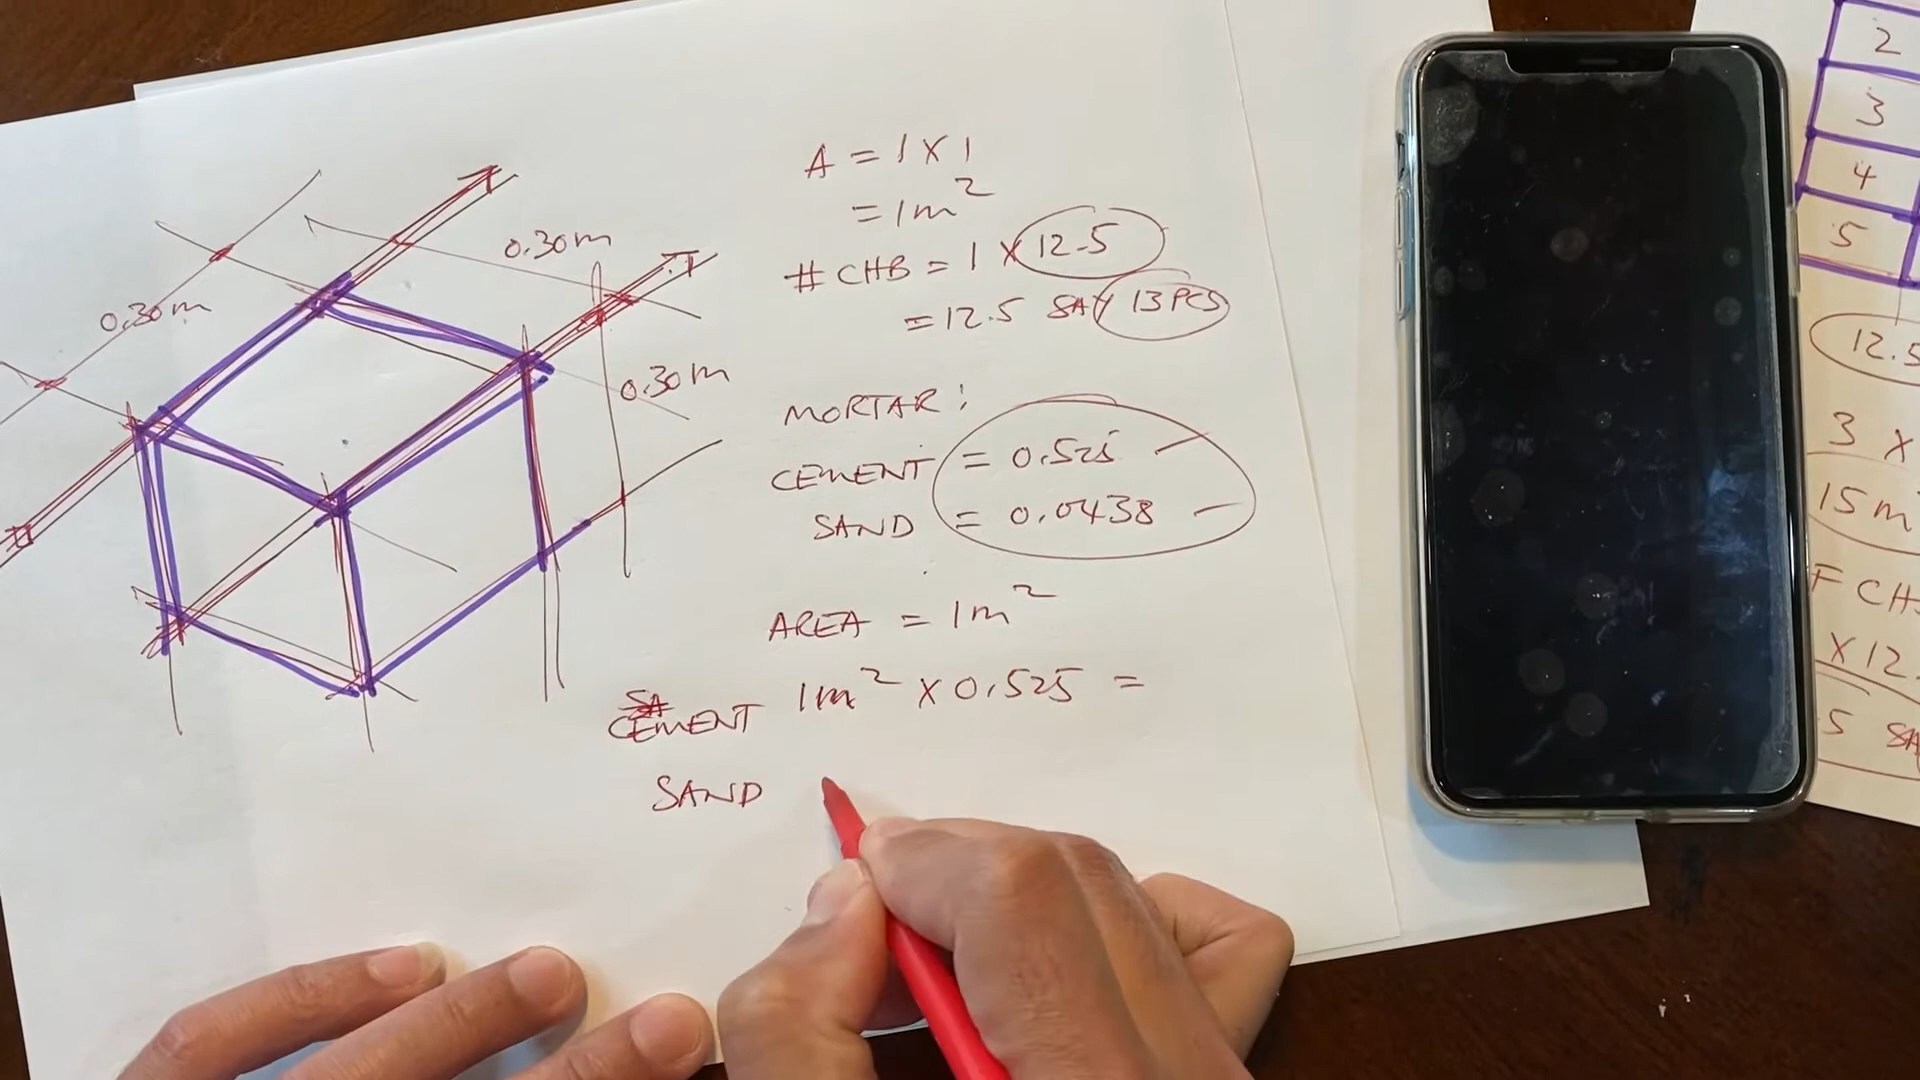 0.30m
0.30m
0.30m
A = 1 X 1
= 1m²
# CHB = 1 X 12.5
= 12.5 SAY 13 PCS
MORTAR:
CEMENT = 0.525
SAND = 0.0438
AREA = 1m²
CEMENT 1m² X 0.525 =
SAND
2
3
4
5
12.5
3 X
15m
F CH
X 12.
5 SA